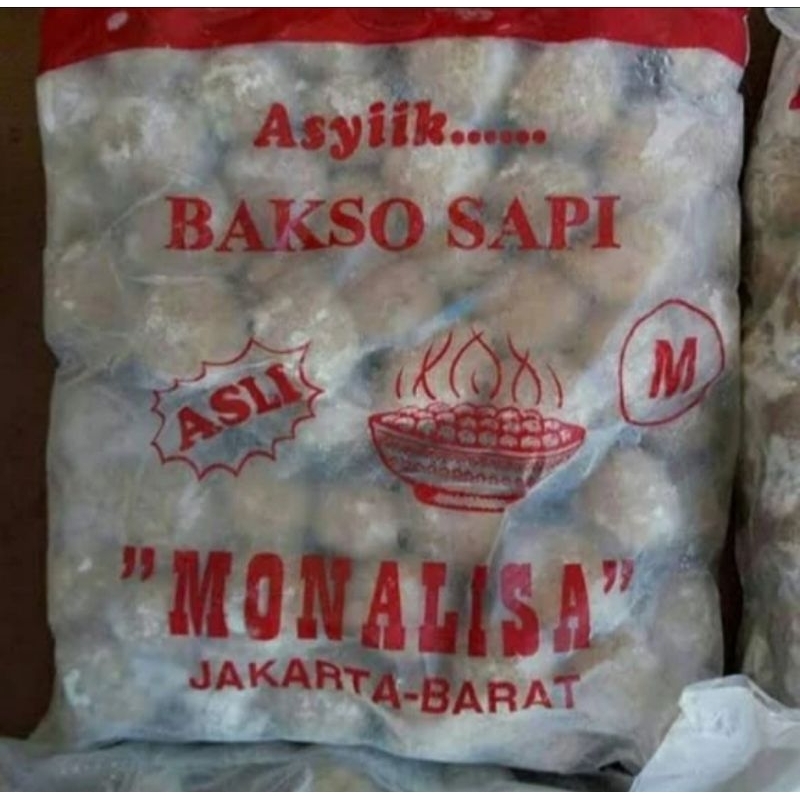 Asyiik......
BAKSO SAPI
ASLI
M
"MONALISA"
JAKARTA-BARAT